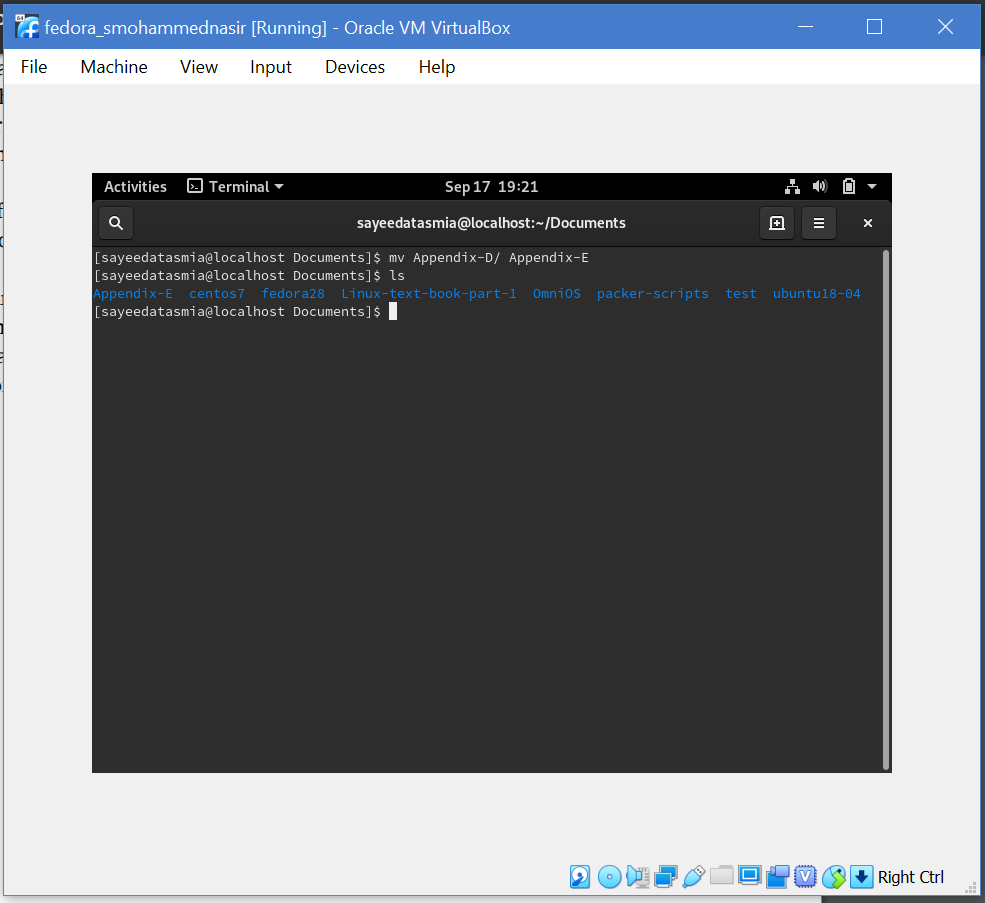 fedora_smohammednasir [Running] - Oracle VM VirtualBox
File Machine View Input Devices Help
Activities Terminal Sep 17 19:21
sayeedatasmia@localhost:~/Documents
[sayeedatasmia@localhost Documents]$ mv Appendix-D/ Appendix-E
[sayeedatasmia@localhost Documents]$ ls
Appendix-E centos7 fedora28 Linux-text-book-part-1 OmniOS packer-scripts test ubuntu18-04
[sayeedatasmia@localhost Documents]$
Right Ctrl